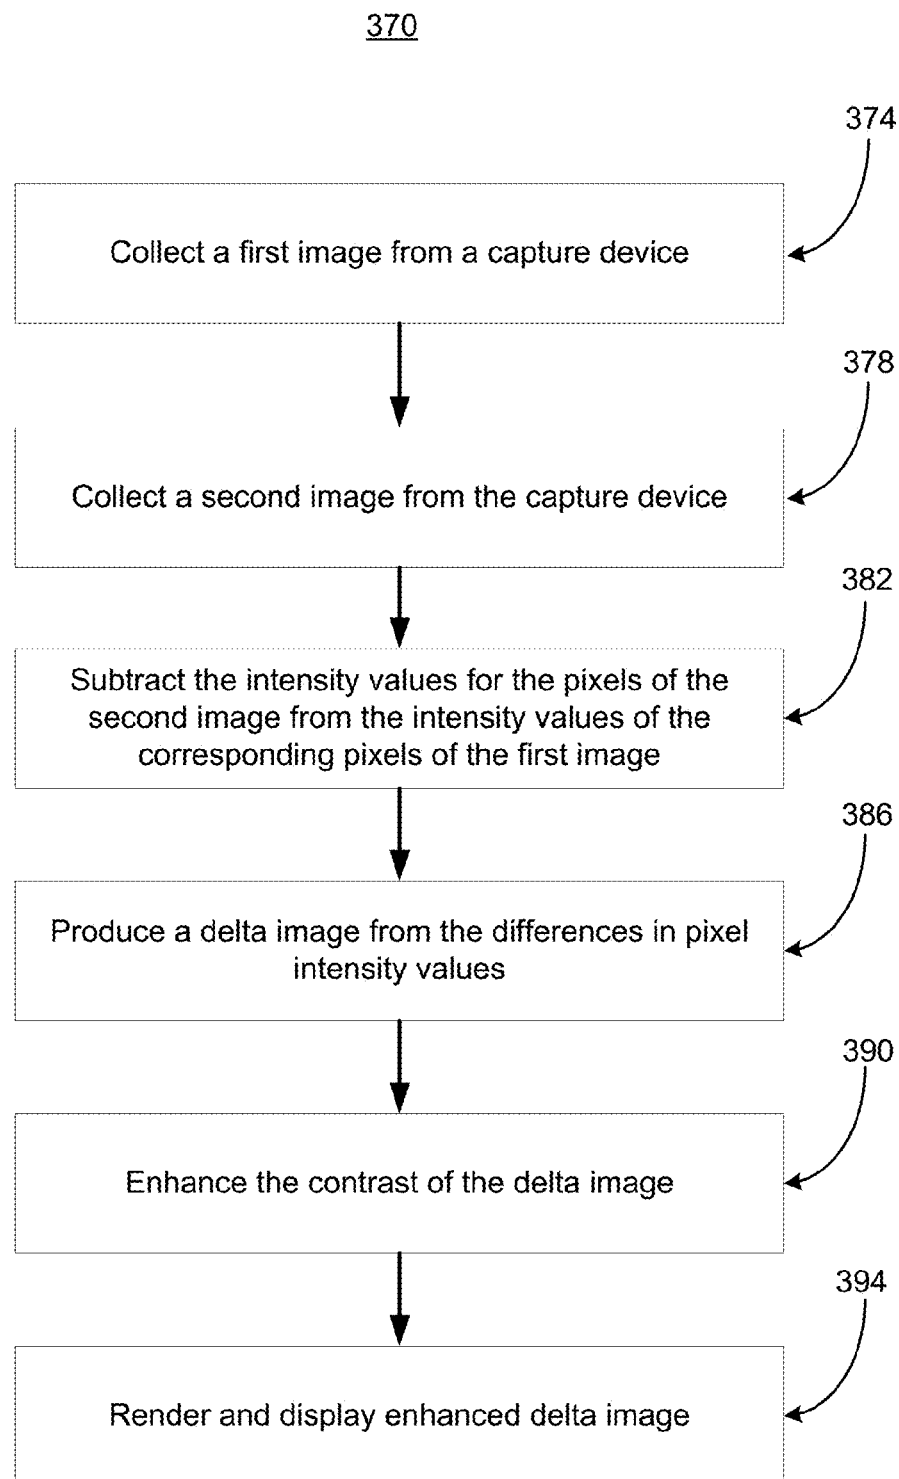 370
374
Collect a first image from a capture device
378
Collect a second image from the capture device
382
Subtract the intensity values for the pixels of the
second image from the intensity values of the
corresponding pixels of the first image
386
Produce a delta image from the differences in pixel
intensity values
390
Enhance the contrast of the delta image
394
Render and display enhanced delta image